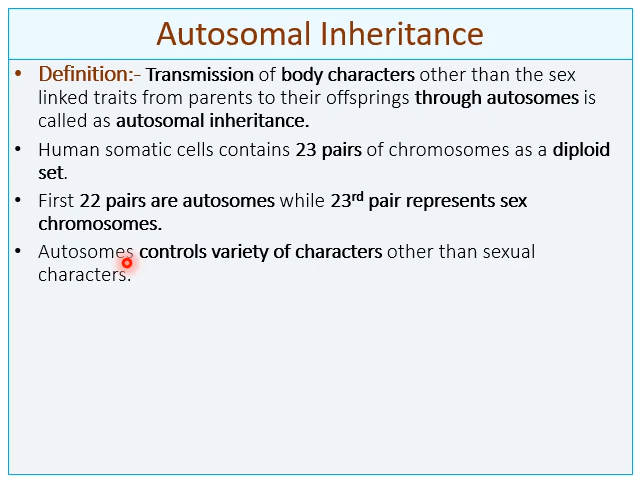 Autosomal Inheritance
• Definition:- Transmission of body characters other than the sex
linked traits from parents to their offsprings through autosomes is
called as autosomal inheritance.
• Human somatic cells contains 23 pairs of chromosomes as a diploid
set.
• First 22 pairs are autosomes while 23rd pair represents sex
chromosomes.
• Autosomes controls variety of characters other than sexual
characters.